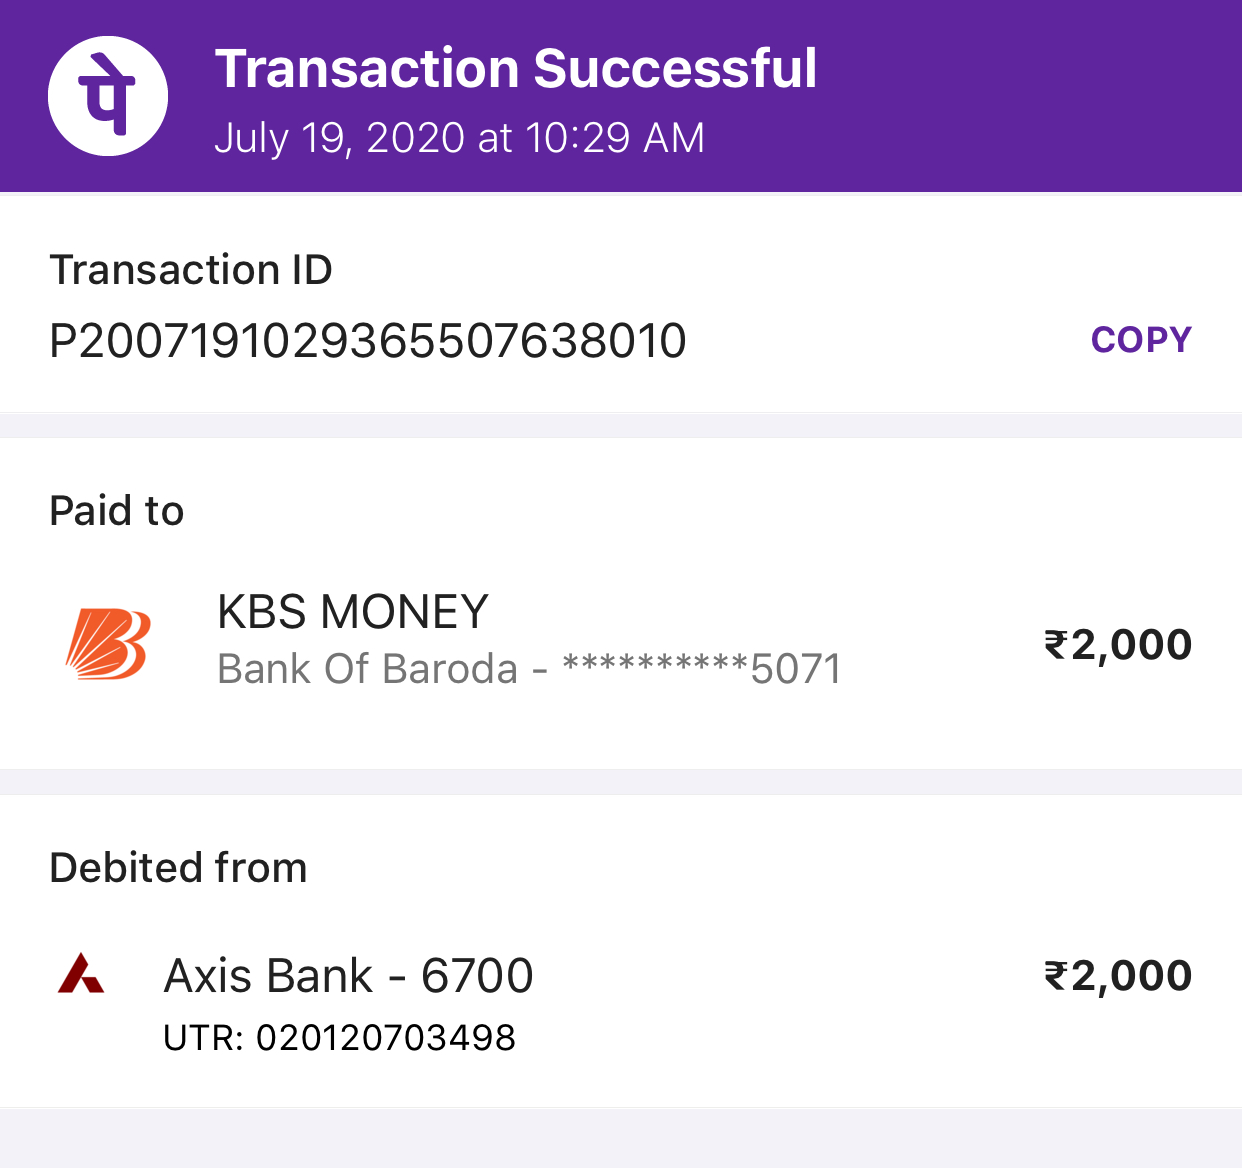 पे
Transaction Successful
July 19, 2020 at 10:29 AM
Transaction ID
P2007191029365507638010
COPY
Paid to
KBS MONEY
Bank Of Baroda - **********5071
₹2,000
Debited from
Axis Bank - 6700
₹2,000
UTR: 020120703498